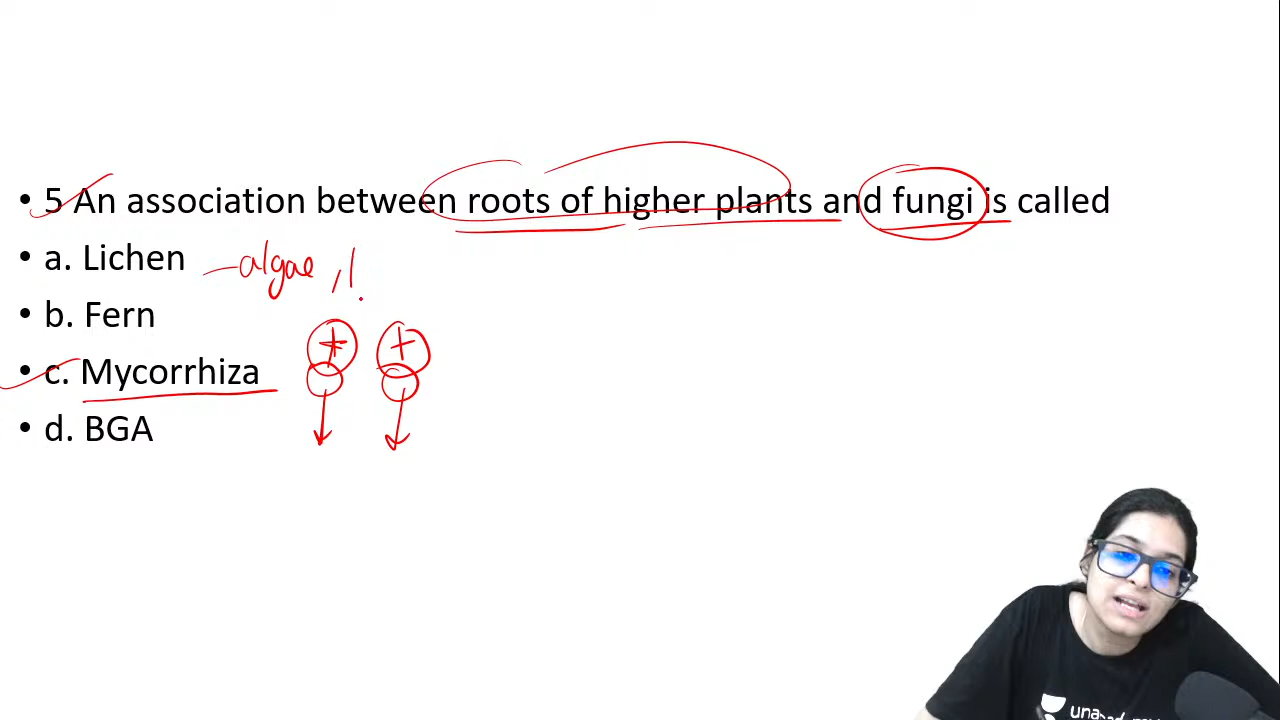 • 5 An association between roots of higher plants and fungi is called
• a. Lichen – algae ,
• b. Fern
• c. Mycorrhiza + +
• d. BGA